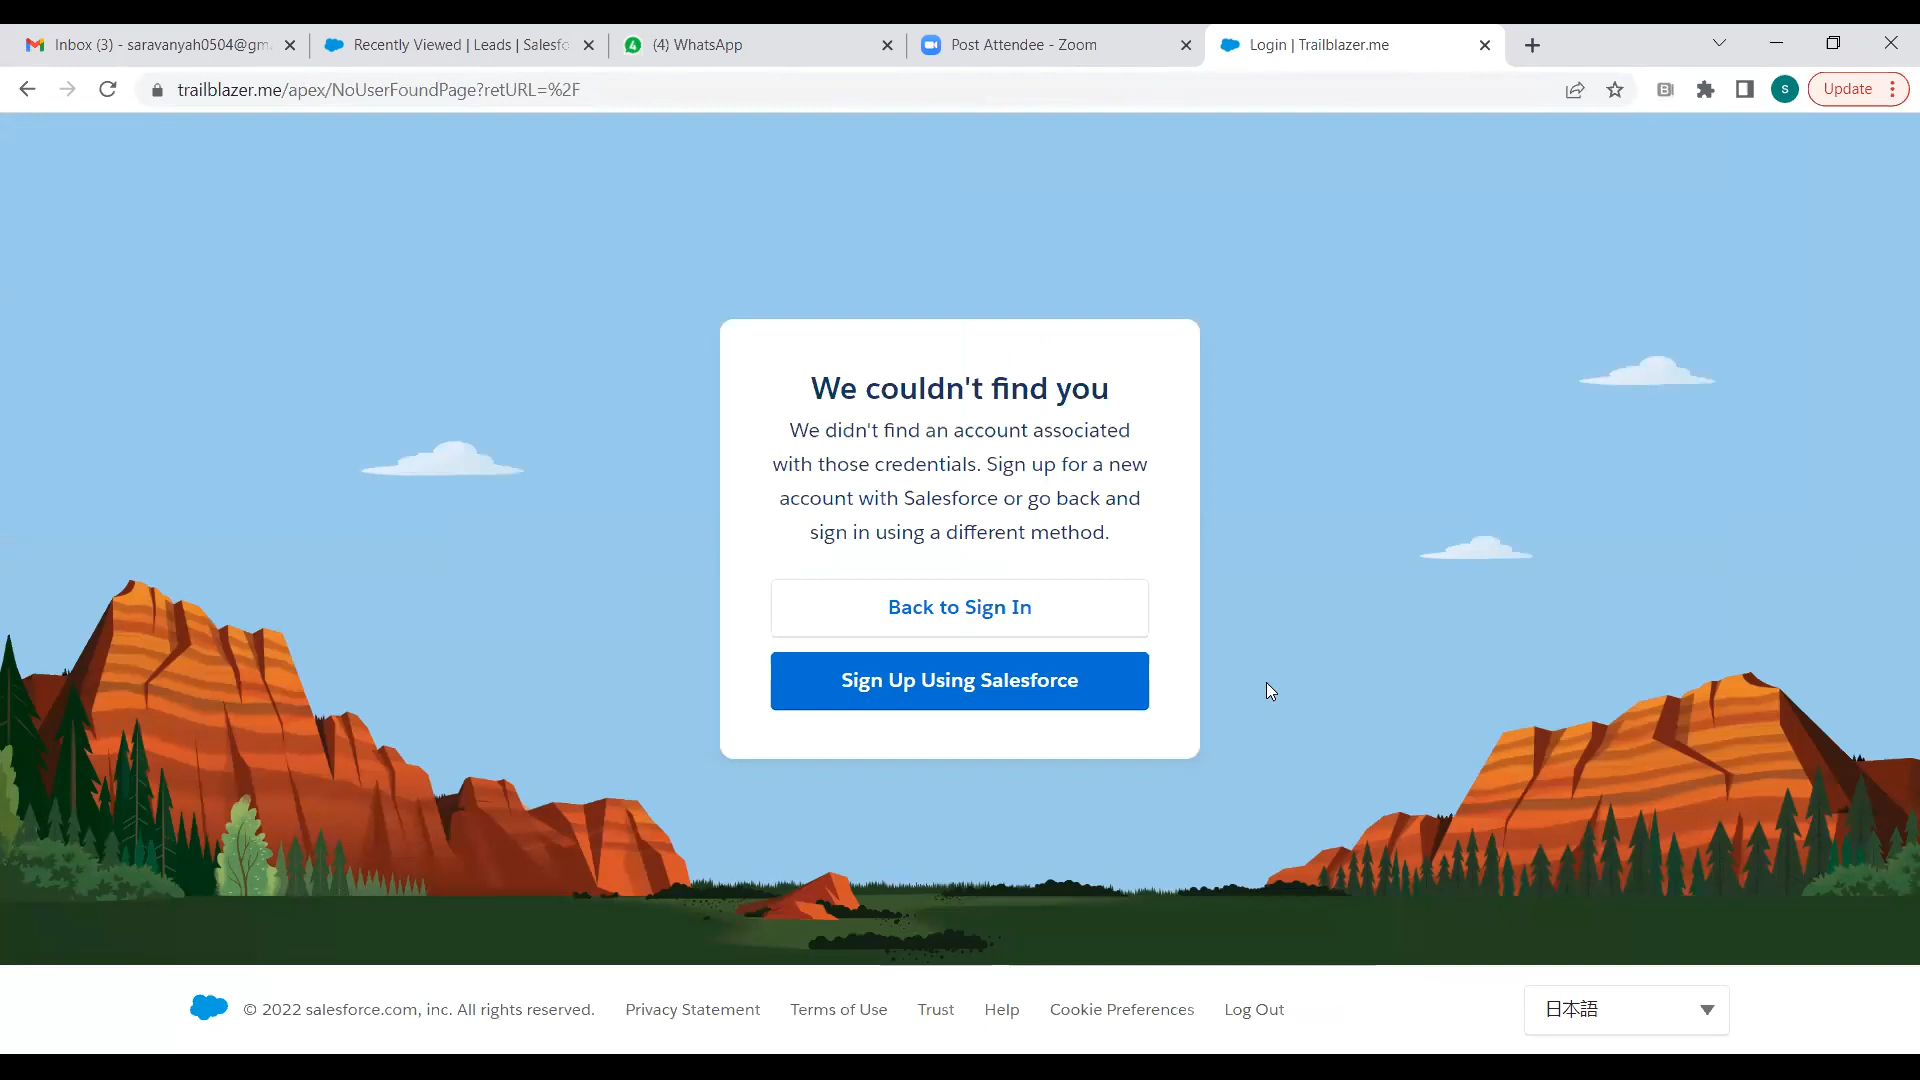 Inbox (3) - saravanyah0504@gm
Recently Viewed | Leads | Salesfo
4
(4) WhatsApp
Post Attendee - Zoom
Login | Trailblazer.me
trailblazer.me/apex/NoUserFoundPage?retURL=%2F
B
S
Update
We couldn't find you
We didn't find an account associated
with those credentials. Sign up for a new
account with Salesforce or go back and
sign in using a different method.
Back to Sign In
Sign Up Using Salesforce
© 2022 salesforce.com, inc. All rights reserved.
Privacy Statement
Terms of Use
Trust
Help
Cookie Preferences
Log Out
日本語